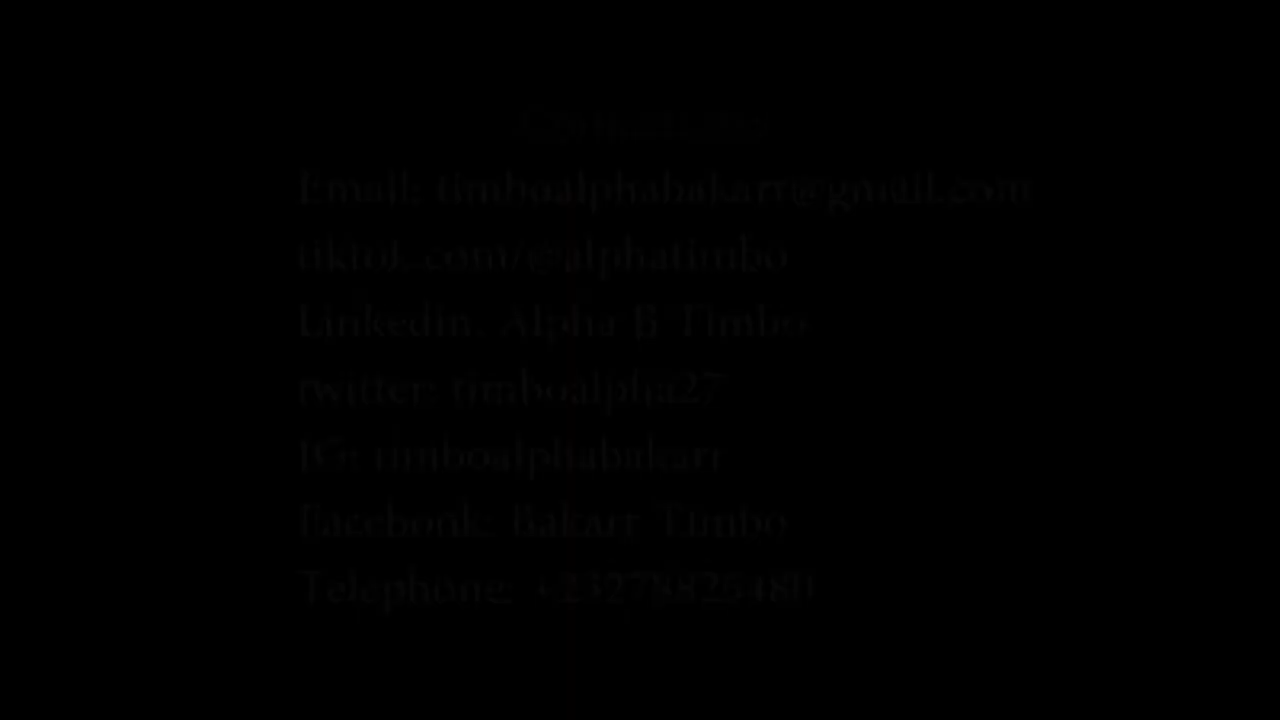 Email: timboalphabakarr@gmail.com
tiktok.com/@alphatimbo
Linkedin: Alpha B Timbo
twitter: timboalpha27
IG: timboalphabakarr
Facebook: Bakarr Timbo
Telephone: